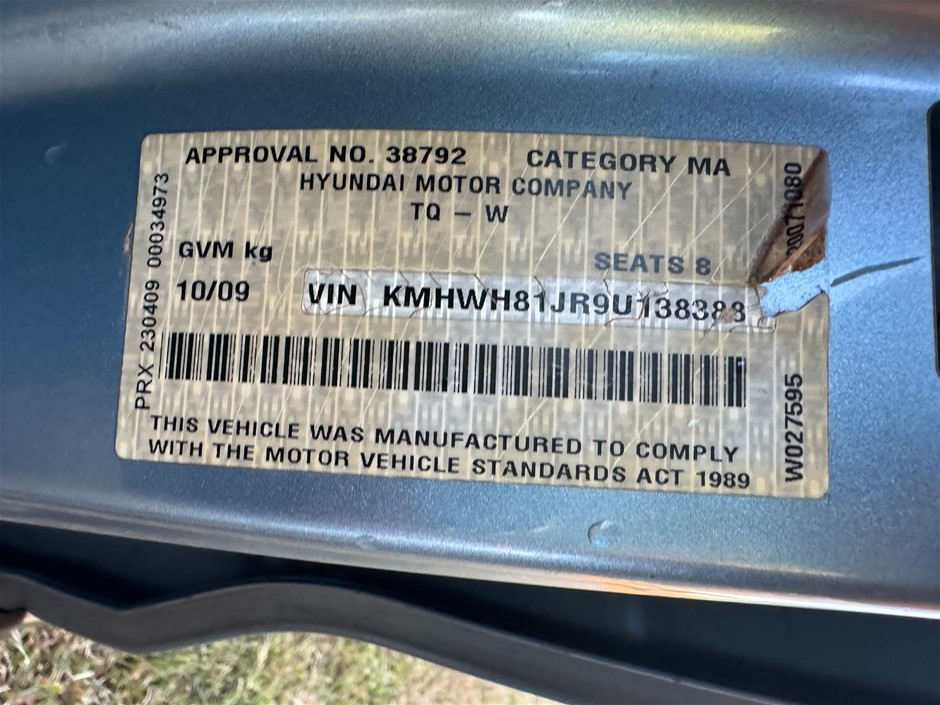 APPROVAL NO. 38792 CATEGORY MA
HYUNDAI MOTOR COMPANY
TQ – W
GVM kg SEATS 8
10/09 VIN KMHWH81JR9U138388
THIS VEHICLE WAS MANUFACTURED TO COMPLY
WITH THE MOTOR VEHICLE STANDARDS ACT 1989
PRX 230409 00034973
W027595